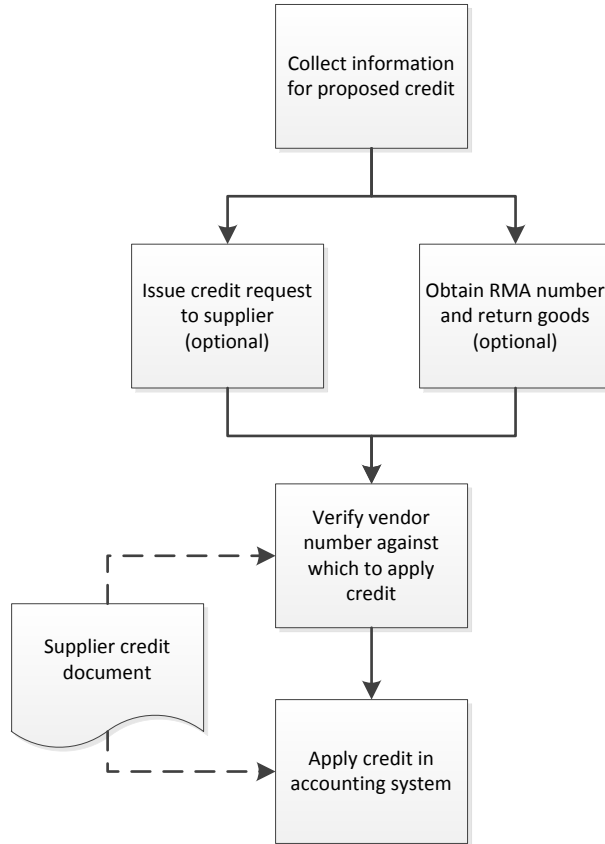 Collect information
for proposed credit
Issue credit request
to supplier
(optional)
Obtain RMA number
and return goods
(optional)
Verify vendor
number against
which to apply
credit
Supplier credit
document
Apply credit in
accounting system